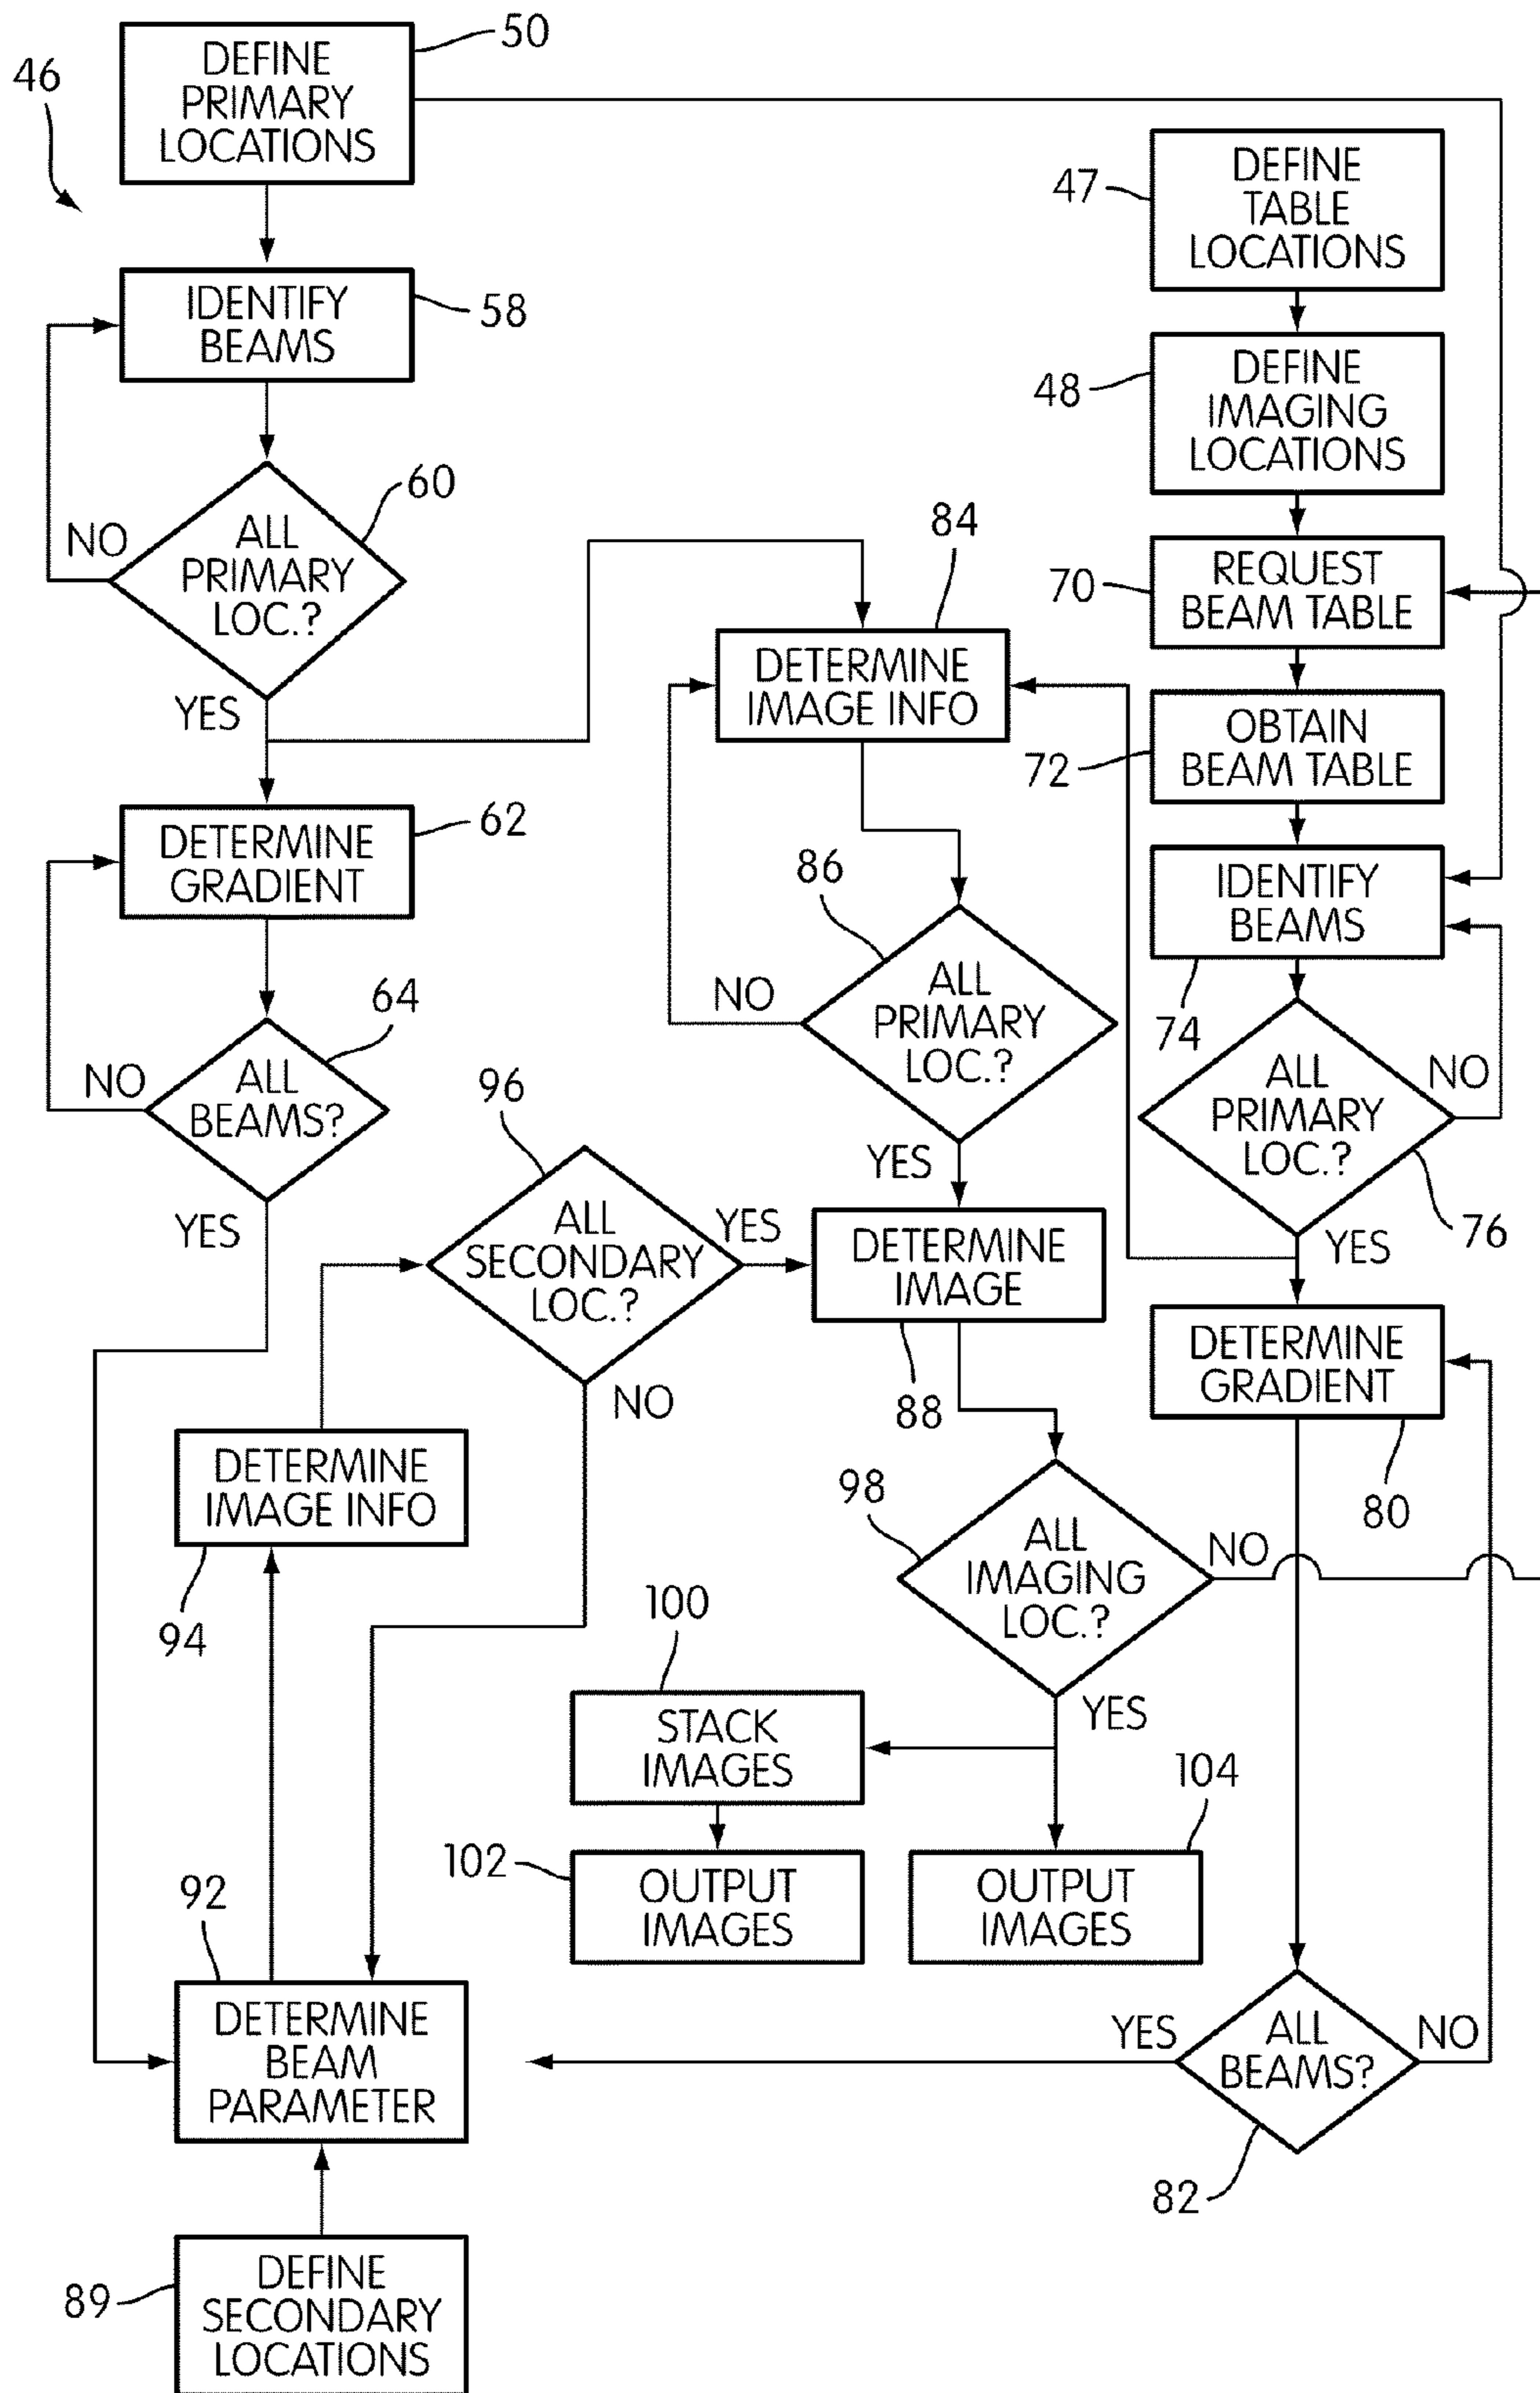 50
DEFINE
PRIMARY
LOCATIONS
46
IDENTIFY
BEAMS
58
60
ALL
PRIMARY
LOC.?
NO
YES
DETERMINE
GRADIENT
62
64
ALL
BEAMS?
NO
YES
47
DEFINE
TABLE
LOCATIONS
48
DEFINE
IMAGING
LOCATIONS
70
REQUEST
BEAM TABLE
72
OBTAIN
BEAM TABLE
IDENTIFY
BEAMS
74
ALL
PRIMARY
LOC.?
NO
76
YES
DETERMINE
GRADIENT
80
84
DETERMINE
IMAGE INFO
86
ALL
PRIMARY
LOC.?
NO
YES
96
ALL
SECONDARY
LOC.?
YES
NO
DETERMINE
IMAGE
88
DETERMINE
IMAGE INFO
94
98
ALL
IMAGING
LOC.?
NO
YES
100
STACK
IMAGES
102
OUTPUT
IMAGES
104
OUTPUT
IMAGES
92
DETERMINE
BEAM
PARAMETER
YES
ALL
BEAMS?
NO
82
89
DEFINE
SECONDARY
LOCATIONS